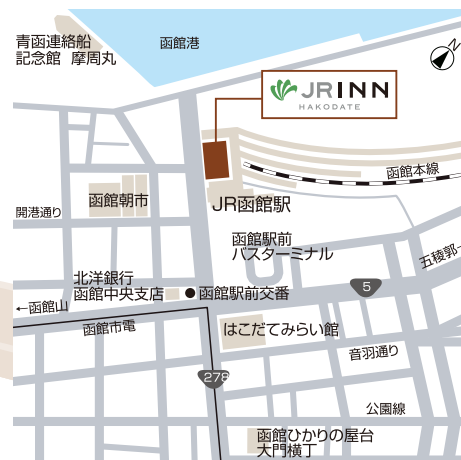 青函連絡船
記念館 摩周丸
函館港
N
JR INN
HAKODATE
函館本線
函館朝市
JR函館駅
開港通り
函館駅前
バスターミナル
五稜郭→
北洋銀行
函館中央支店
函館駅前交番
5
←函館山
函館市電
はこだてみらい館
音羽通り
278
公園線
函館ひかりの屋台
大門横丁